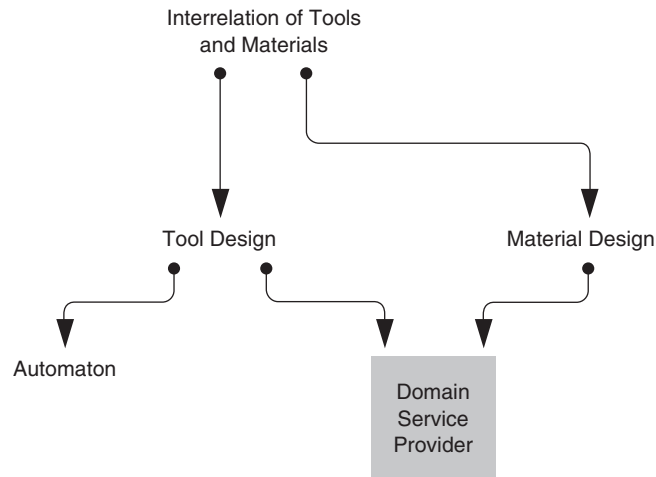 Interrelation of Tools
and Materials
Tool Design
Material Design
Automaton
Domain
Service
Provider